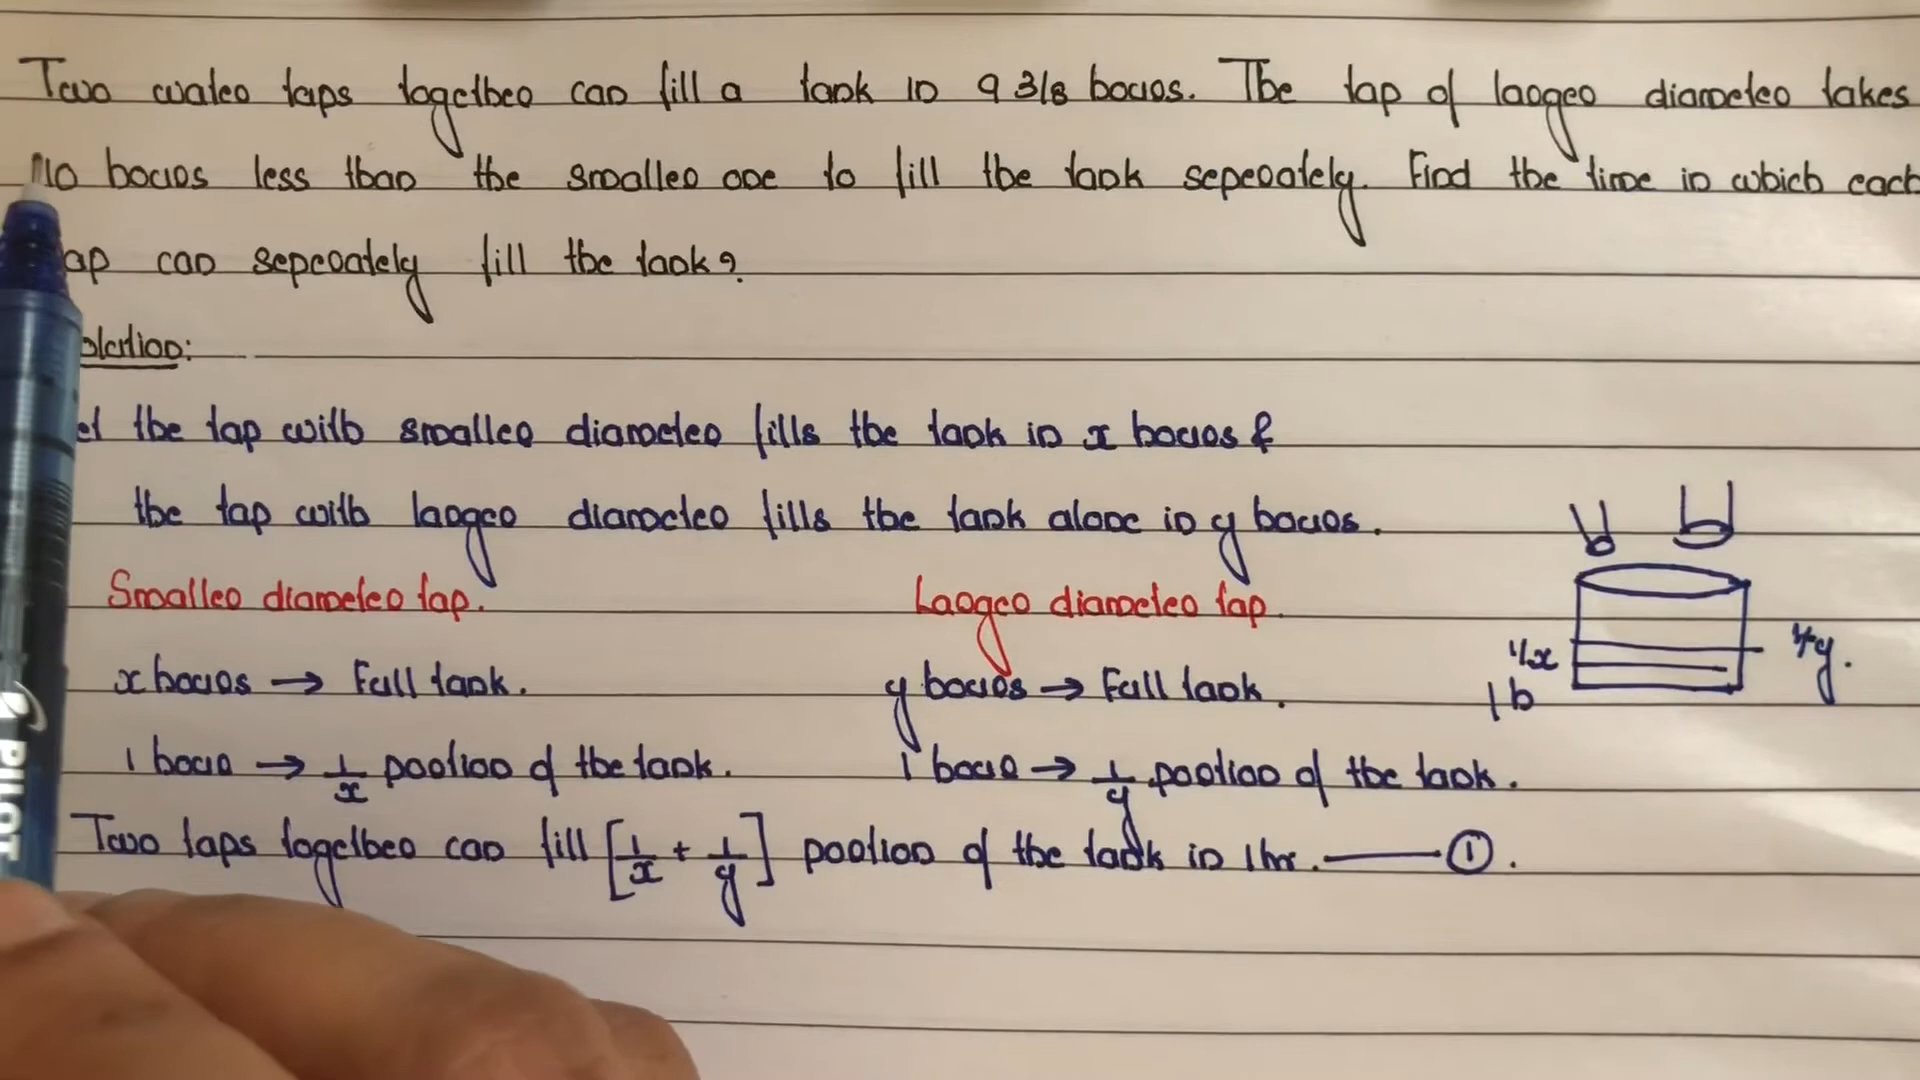 Two water taps together can fill a tank in 9 3/8 hours. The tap of larger diameter takes
10 hours less than the smaller one to fill the tank seperately. Find the time in which each
tap can seperately fill the tank?
olution:
et the tap with smaller diameter fills the tank in x hours &
the tap with larger diameter fills the tank alone in y hours.
Smaller diameter tap.
Larger diameter tap.
x hours → Full tank.
y hours → Full tank.
1/x
1/y.
1 h
1 hour → 1/x portion of the tank.
1 hour → 1/y portion of the tank.
Two taps together can fill [1/x + 1/y] portion of the tank in 1 hr. —— ①.
PILOT